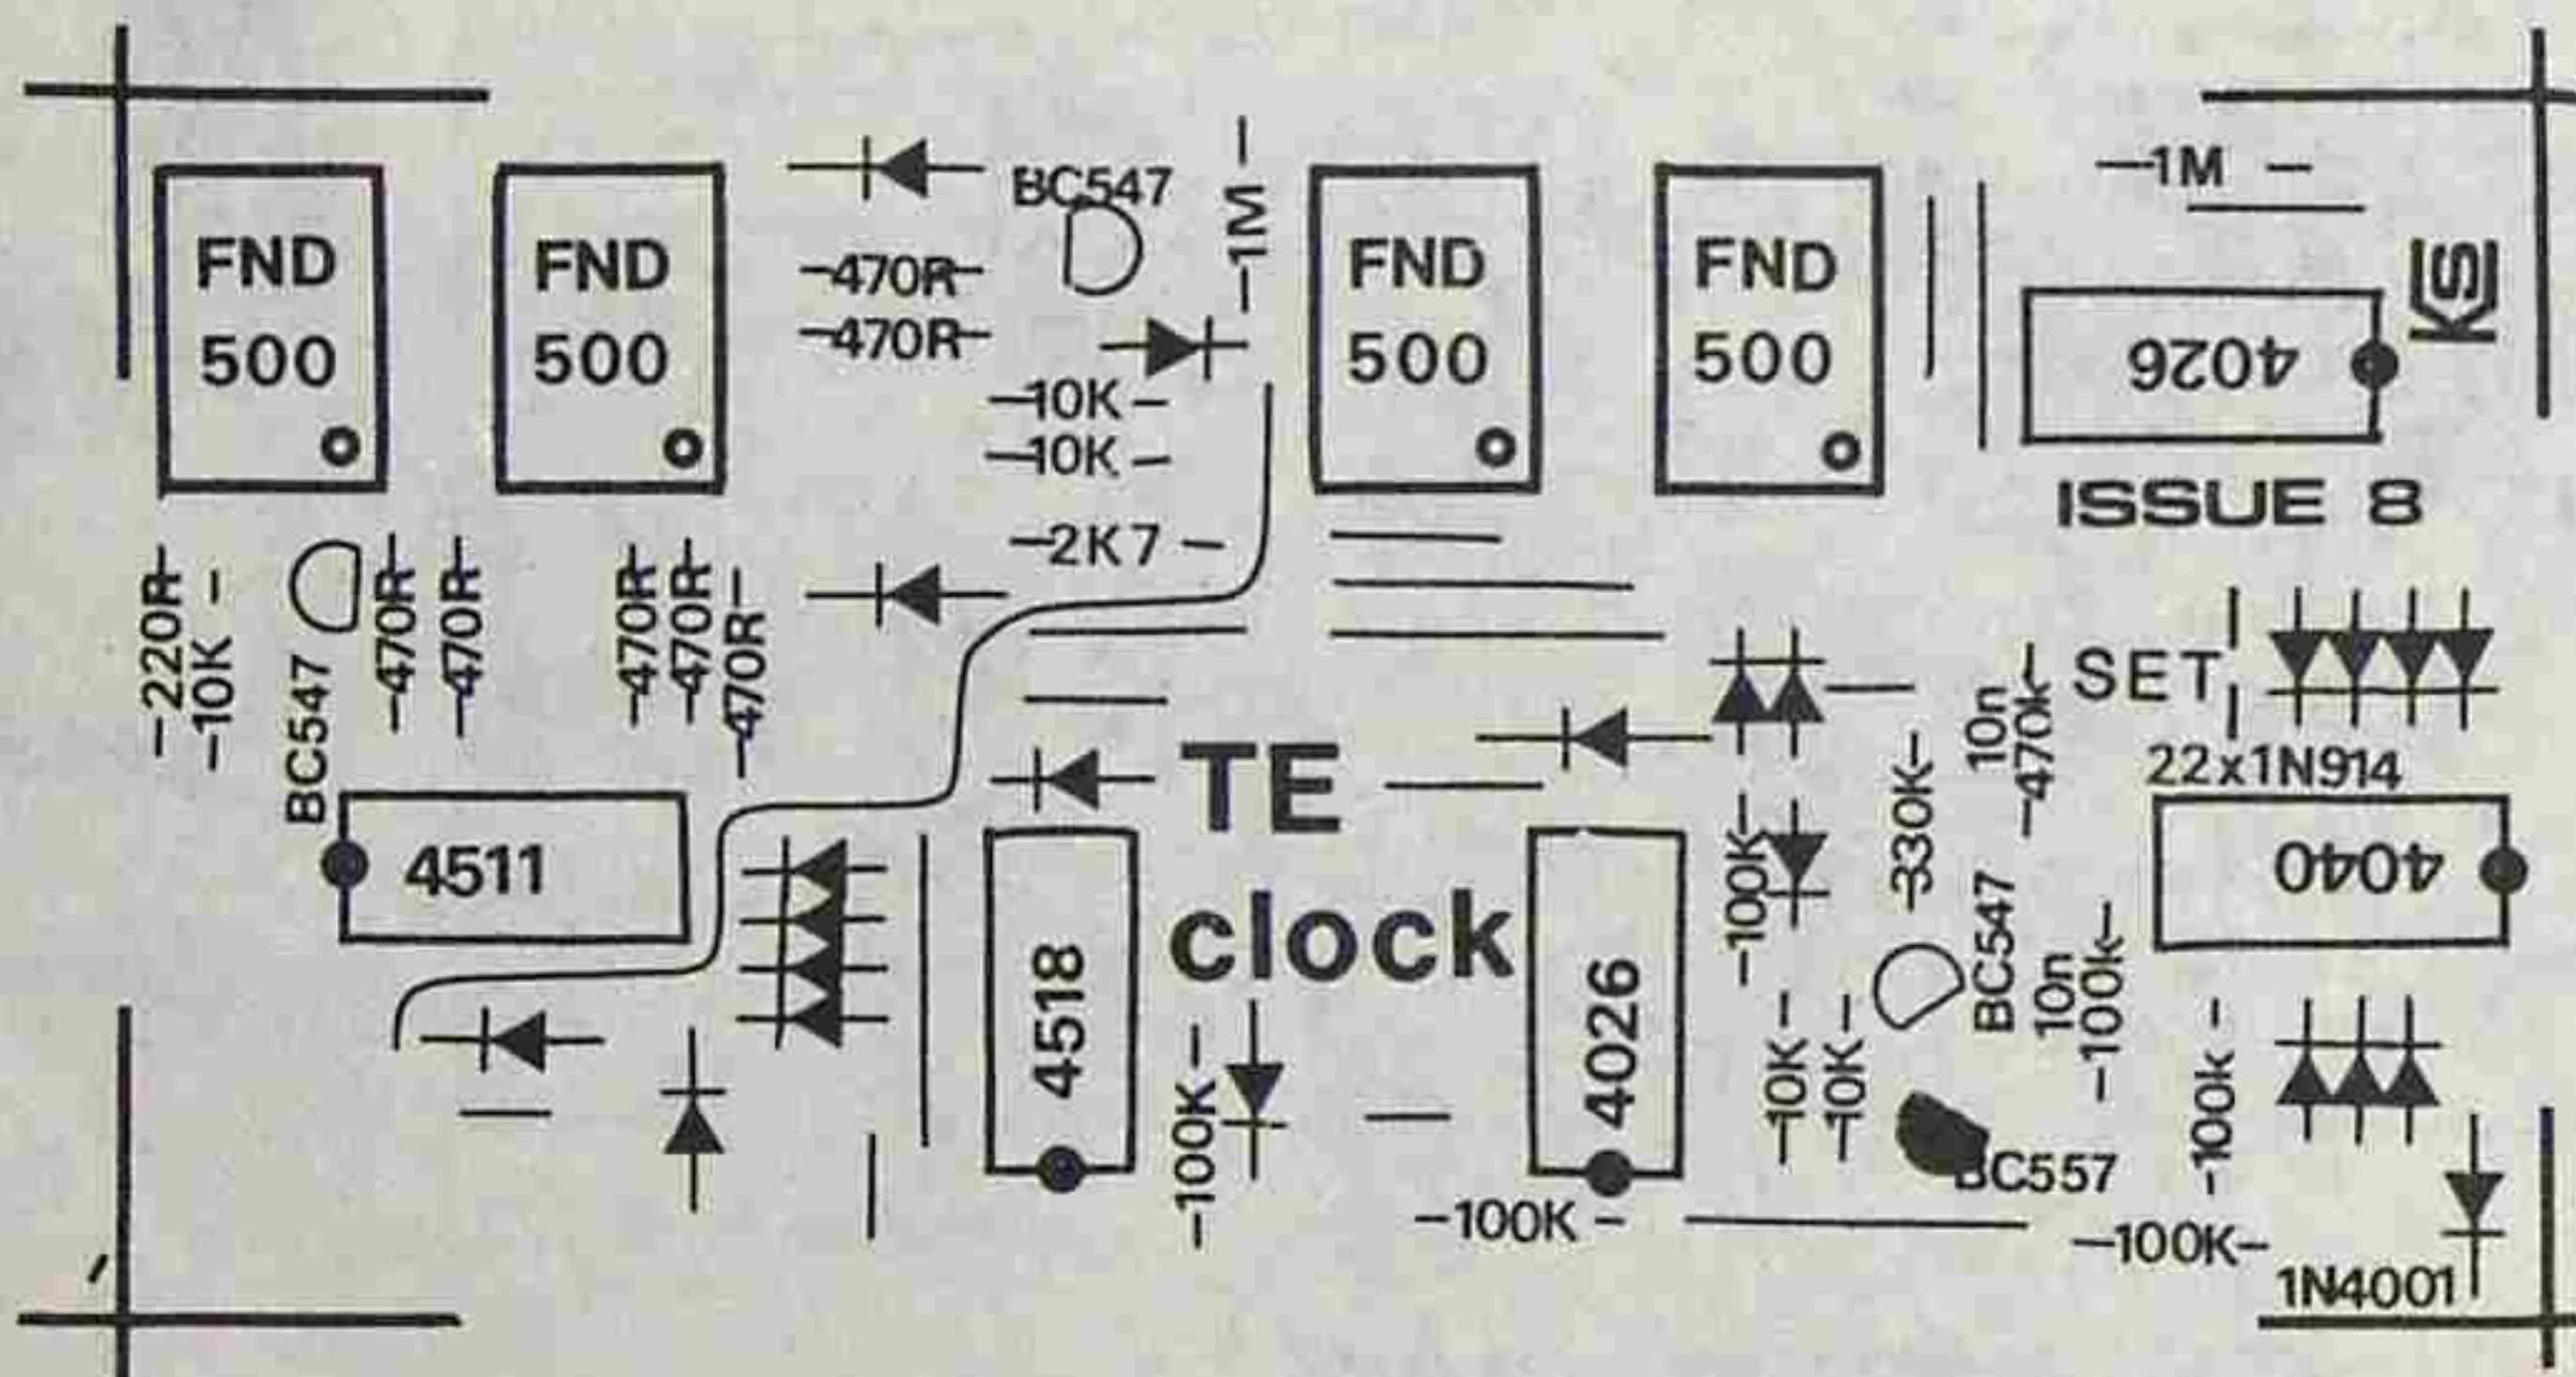 BC547
-1M-
-1M-
FND
500
FND
500
FND
500
FND
500
-470R-
-470R-
4026
KS
-10K-
-10K-
ISSUE 8
-2K7-
-220R-
-10K-
BC547
-470R-
-470R-
-470R-
-470R-
-470R-
SET
10n
-470k-
22x1N914
TE
clock
-330K-
-100K-
4511
4518
4026
4040
BC547
10n
-100k-
-10K-
-10K-
-100K-
-100k-
BC557
-100K-
-100K-
1N4001